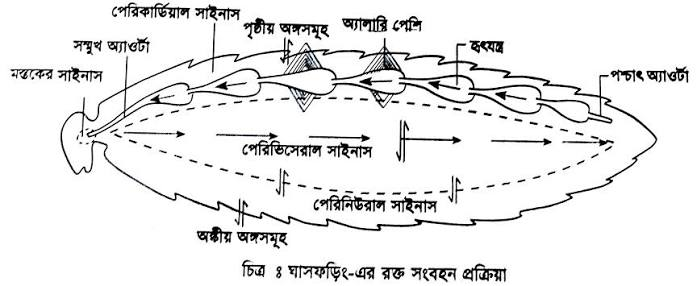 পেরিকার্ডিয়াল সাইনাস
পৃষ্ঠীয় অঙ্গসমূহ
অ্যালারি পেশি
সম্মুখ অ্যাওর্টা
হৃৎযন্ত্র
মস্তকের সাইনাস
পশ্চাৎ অ্যাওর্টা
পেরিভিসেরাল সাইনাস
পেরিনিউরাল সাইনাস
অঙ্কীয় অঙ্গসমূহ
চিত্র ঃ ঘাসফড়িং-এর রক্ত সংবহন প্রক্রিয়া